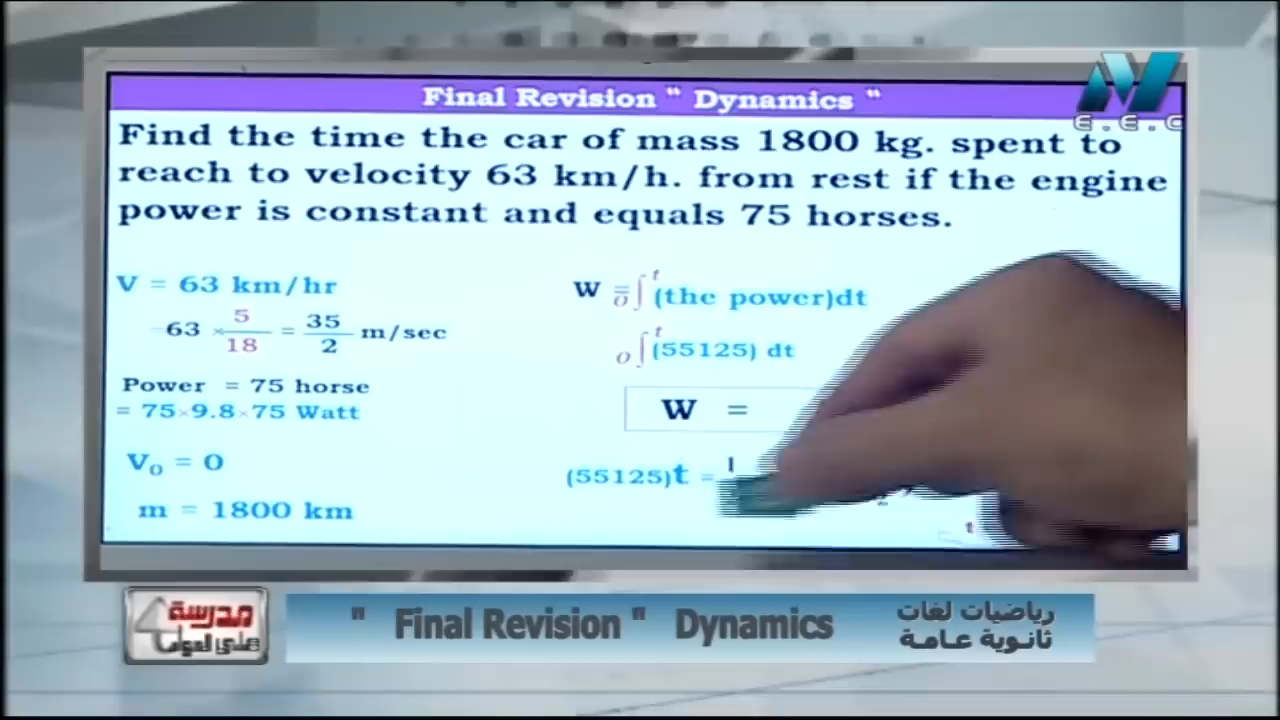 Final Revision " Dynamics "
E.E.C
Find the time the car of mass 1800 kg. spent to
reach to velocity 63 km/h. from rest if the engine
power is constant and equals 75 horses.
V = 63 km/hr
63 × 5/18 = 35/2 m/sec
Power = 75 horse
= 75×9.8×75 Watt
V₀ = 0
m = 1800 km
W = ₀∫ᵗ (the power)dt
₀∫ᵗ (55125) dt
W =
(55125)t =
مدرسة
على الهواء
" Final Revision " Dynamics
رياضيات لغات
ثانوية عامة